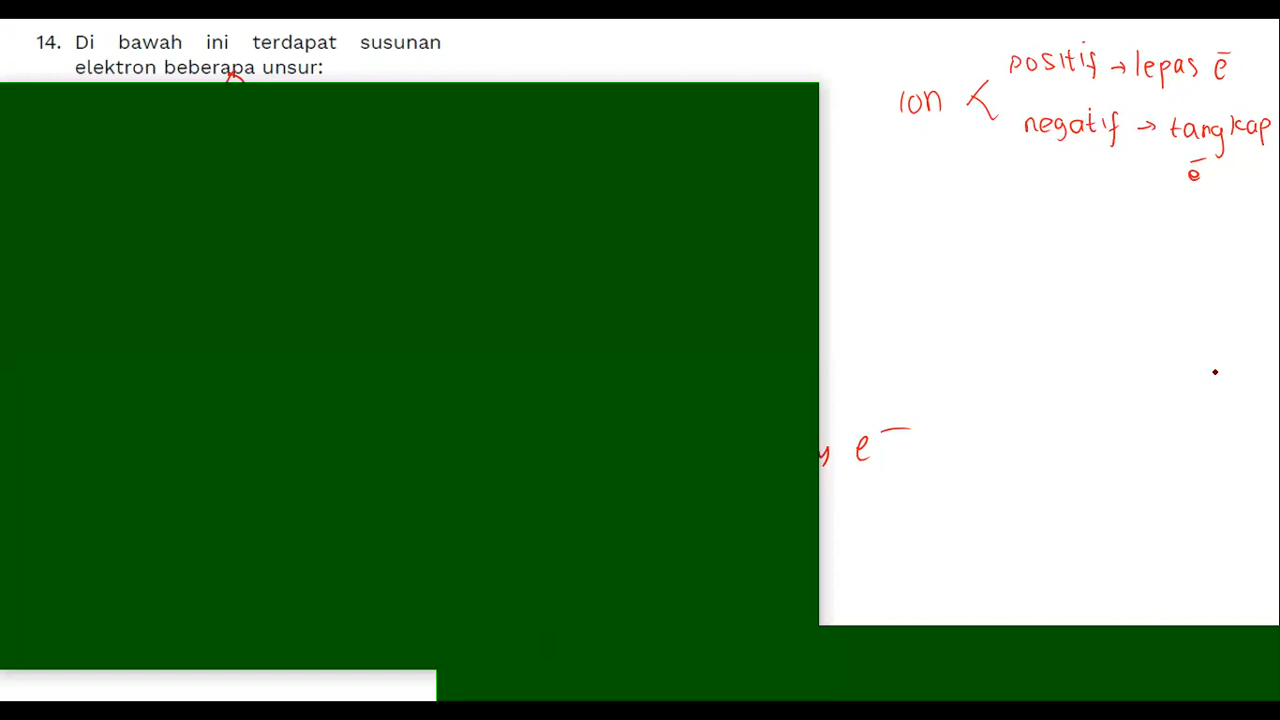 14. Di bawah ini terdapat susunan
elektron beberapa unsur:
ion < positif → lepas ē
negatif → tangkap
ē
e⁻